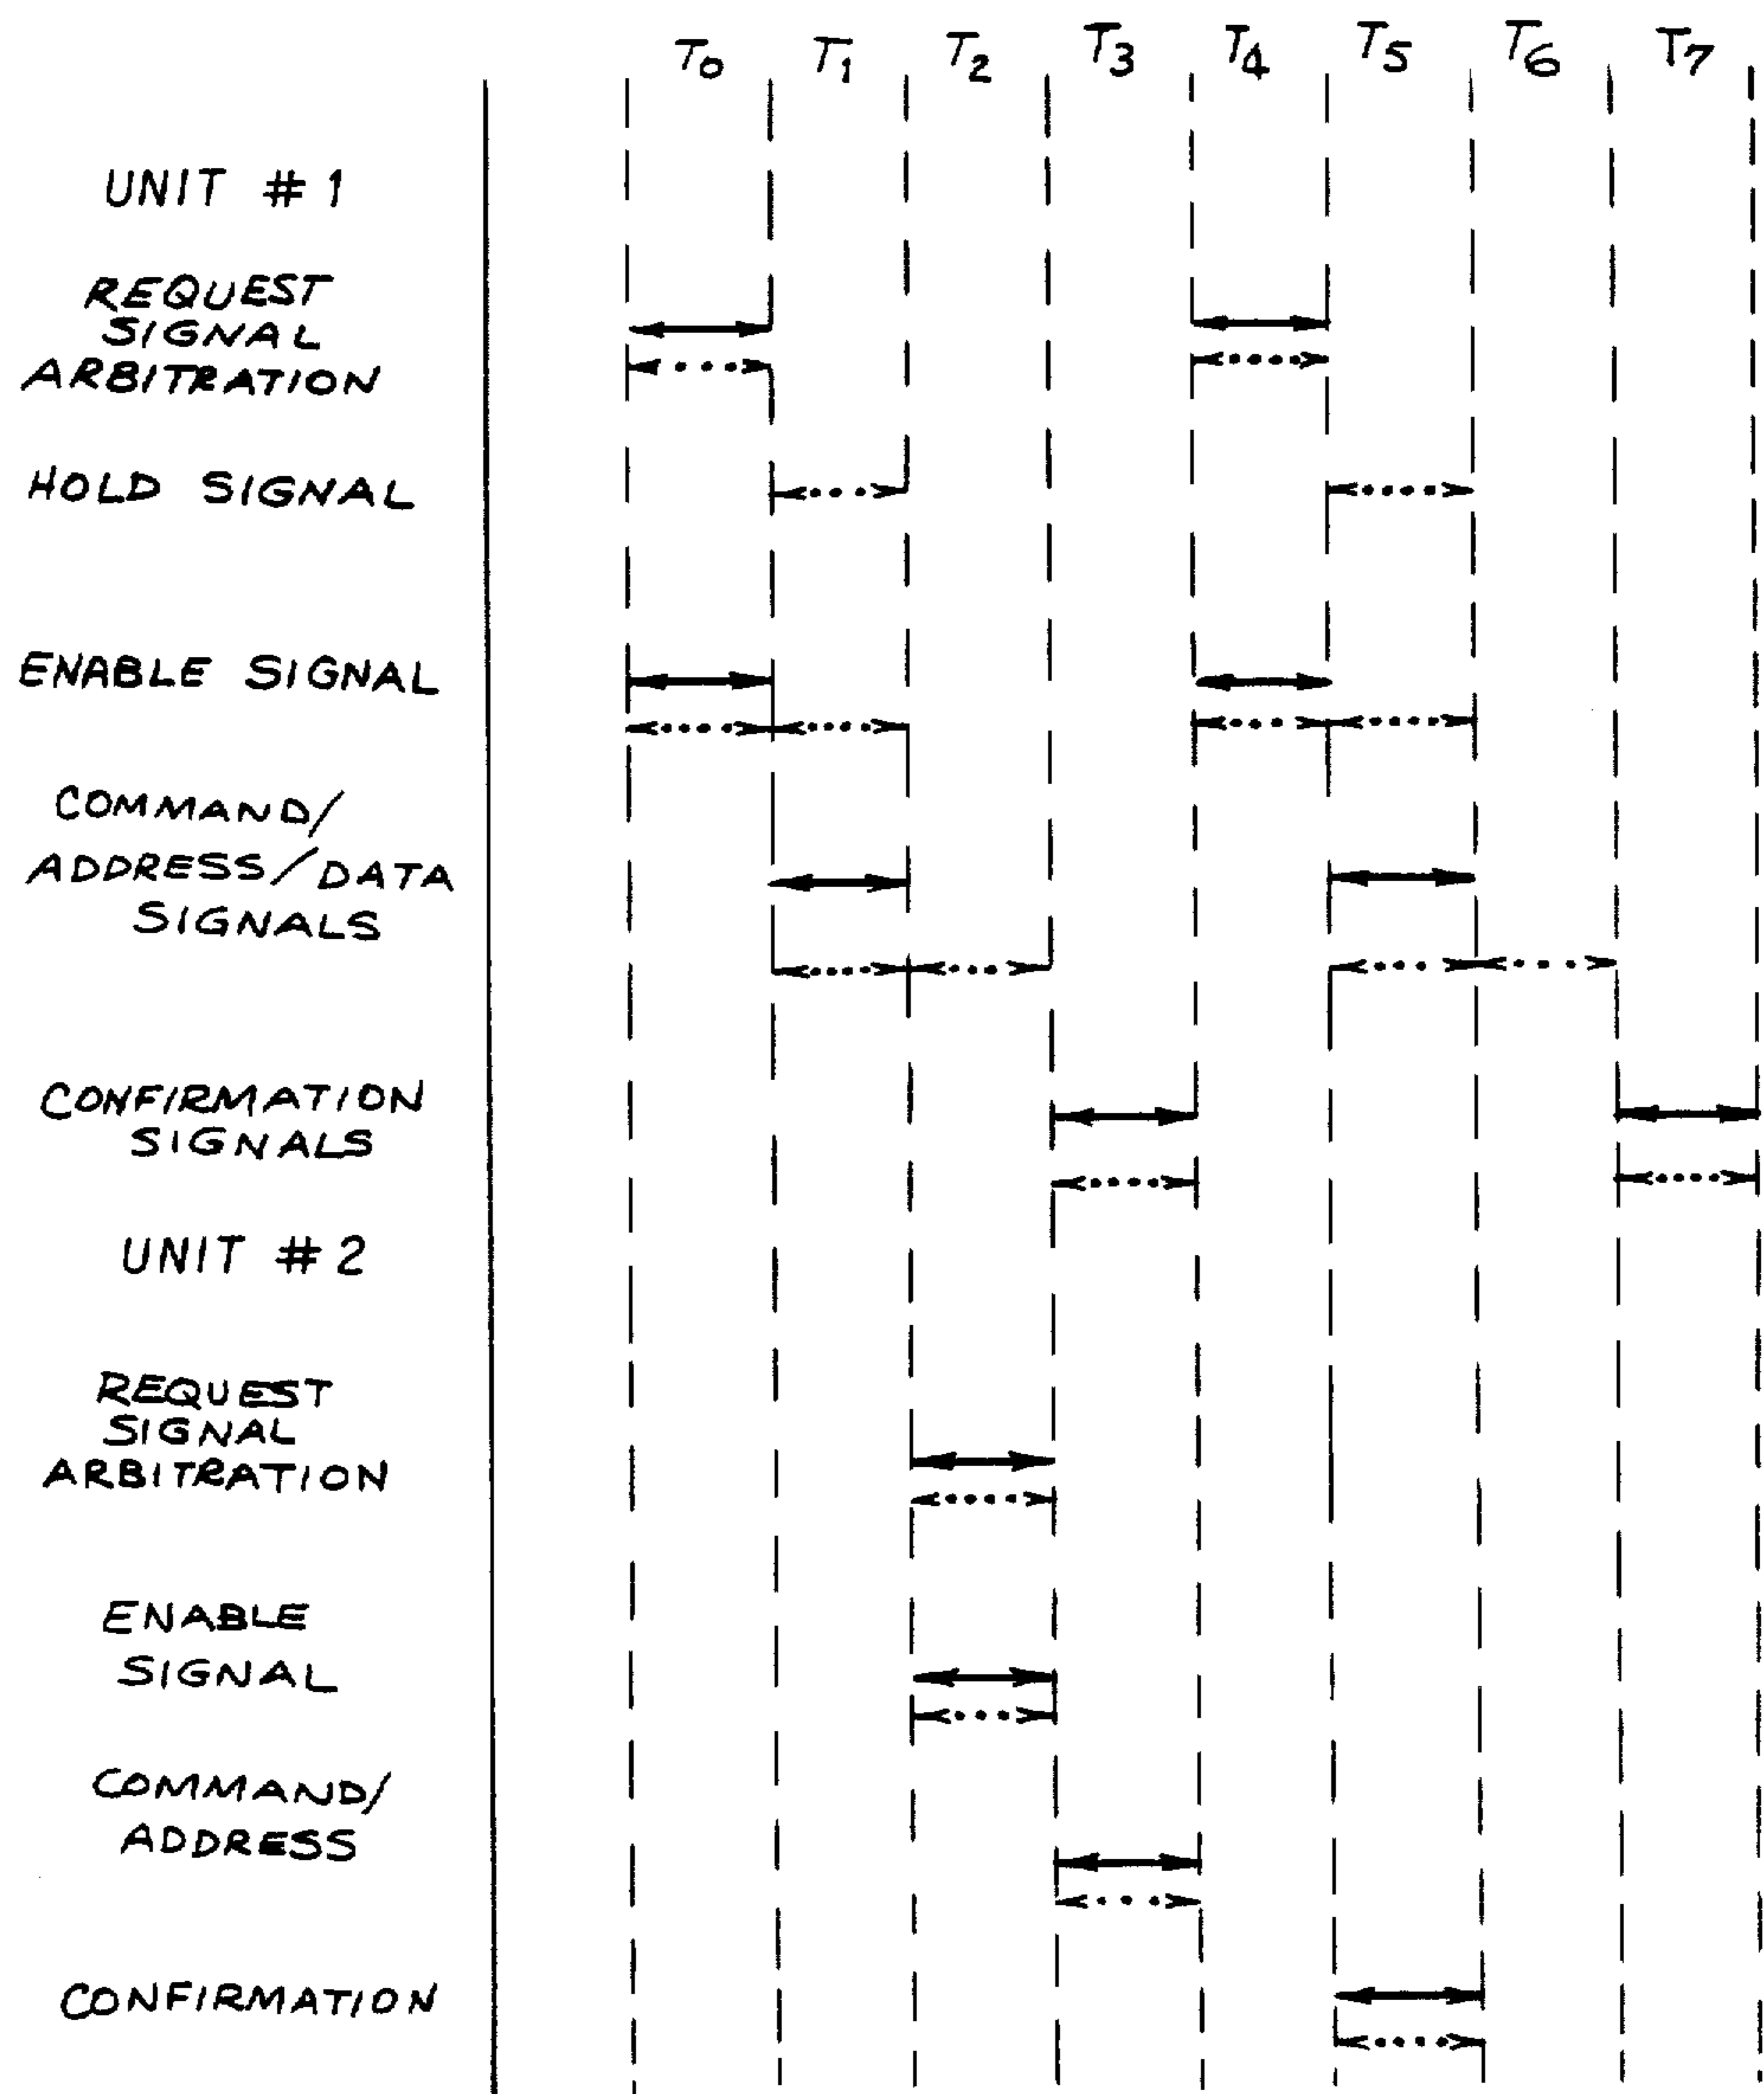 T0 T1 T2 T3 T4 T5 T6 T7
UNIT #1
REQUEST
SIGNAL
ARBITRATION
HOLD SIGNAL
ENABLE SIGNAL
COMMAND/
ADDRESS/DATA
SIGNALS
CONFIRMATION
SIGNALS
UNIT #2
REQUEST
SIGNAL
ARBITRATION
ENABLE
SIGNAL
COMMAND/
ADDRESS
CONFIRMATION